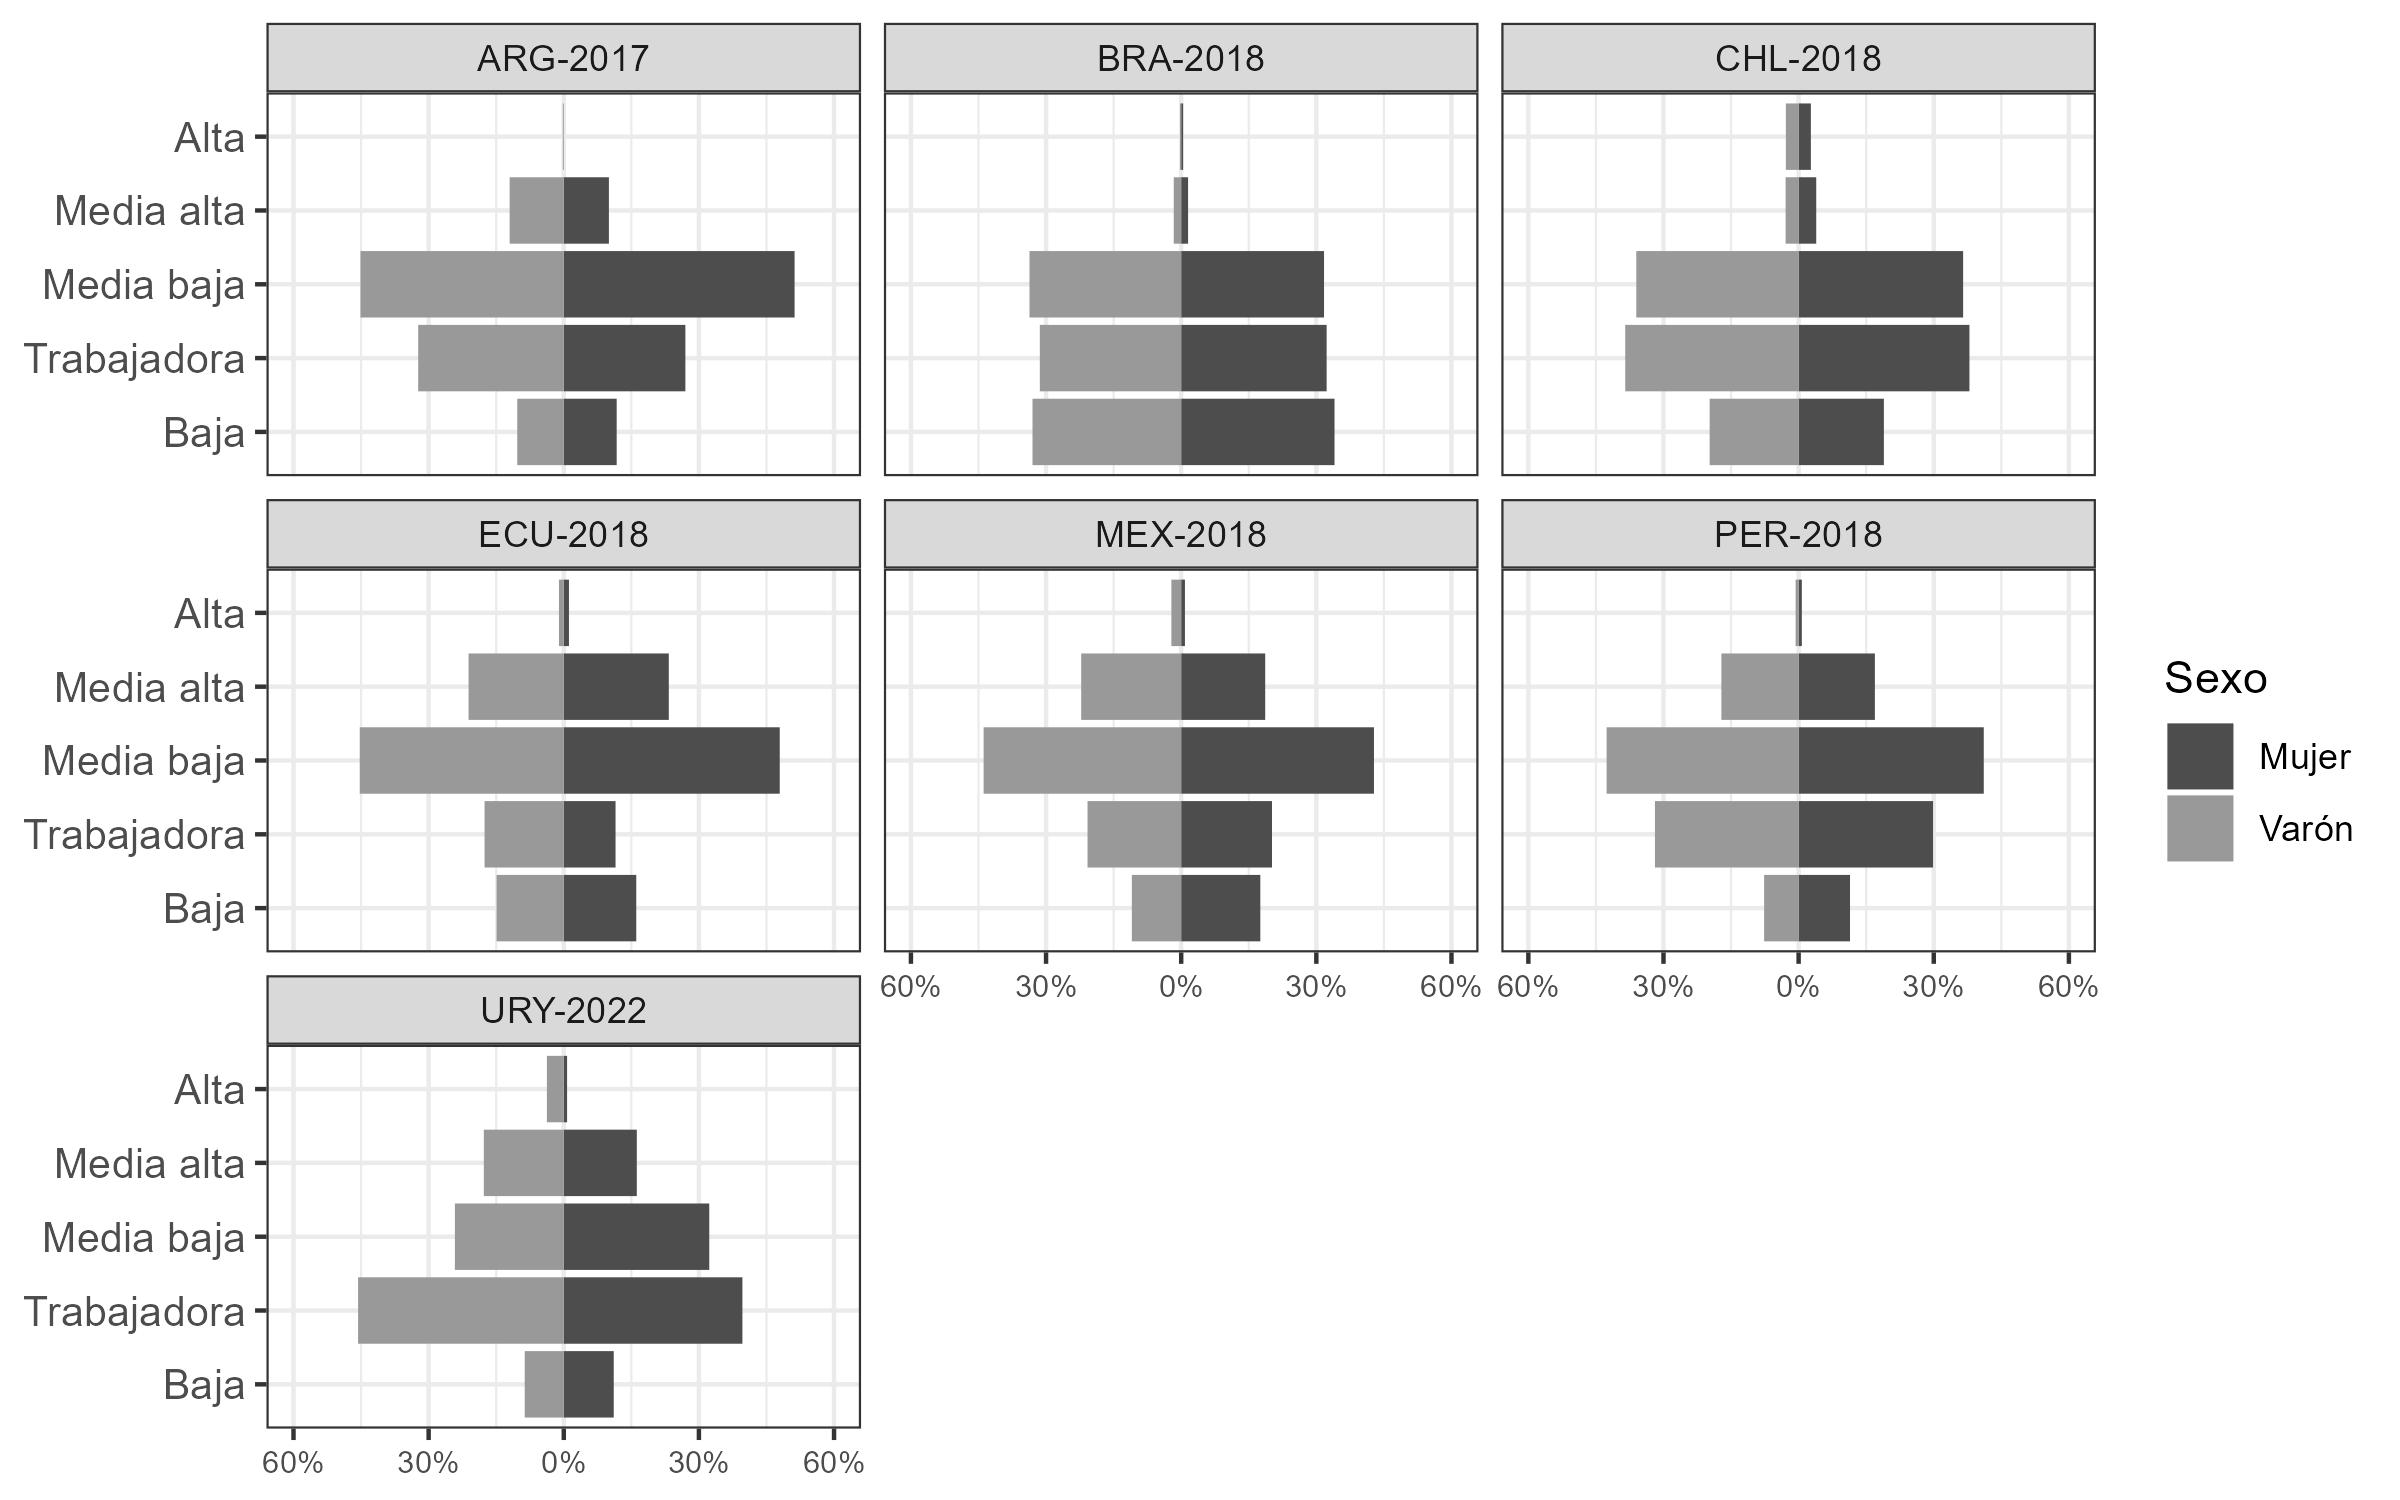 ARG-2017
BRA-2018
CHL-2018
Alta
Media alta
Media baja
Trabajadora
Baja
ECU-2018
MEX-2018
PER-2018
Alta
Media alta
Media baja
Trabajadora
Baja
60% 30% 0% 30% 60%
60% 30% 0% 30% 60%
URY-2022
Alta
Media alta
Media baja
Trabajadora
Baja
60% 30% 0% 30% 60%
Sexo
Mujer
Varón